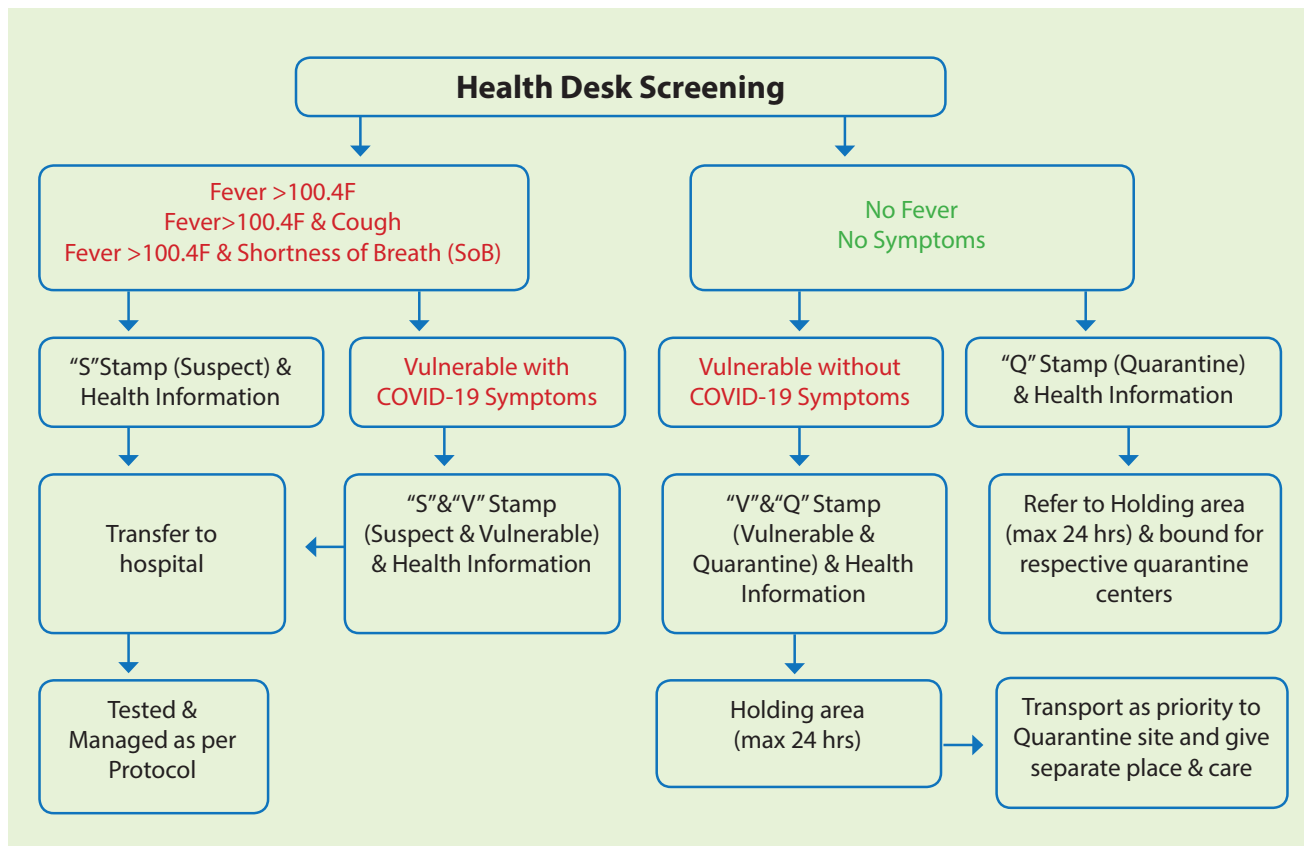 Health Desk Screening
Fever >100.4F
Fever>100.4F & Cough
Fever >100.4F & Shortness of Breath (SoB)
No Fever
No Symptoms
“S”Stamp (Suspect) &
Health Information
Vulnerable with
COVID-19 Symptoms
Vulnerable without
COVID-19 Symptoms
“Q” Stamp (Quarantine)
& Health Information
Transfer to
hospital
“S”&“V” Stamp
(Suspect & Vulnerable)
& Health Information
“V”&“Q” Stamp
(Vulnerable &
Quarantine) & Health
Information
Refer to Holding area
(max 24 hrs) & bound for
respective quarantine
centers
Tested &
Managed as per
Protocol
Holding area
(max 24 hrs)
Transport as priority to
Quarantine site and give
separate place & care